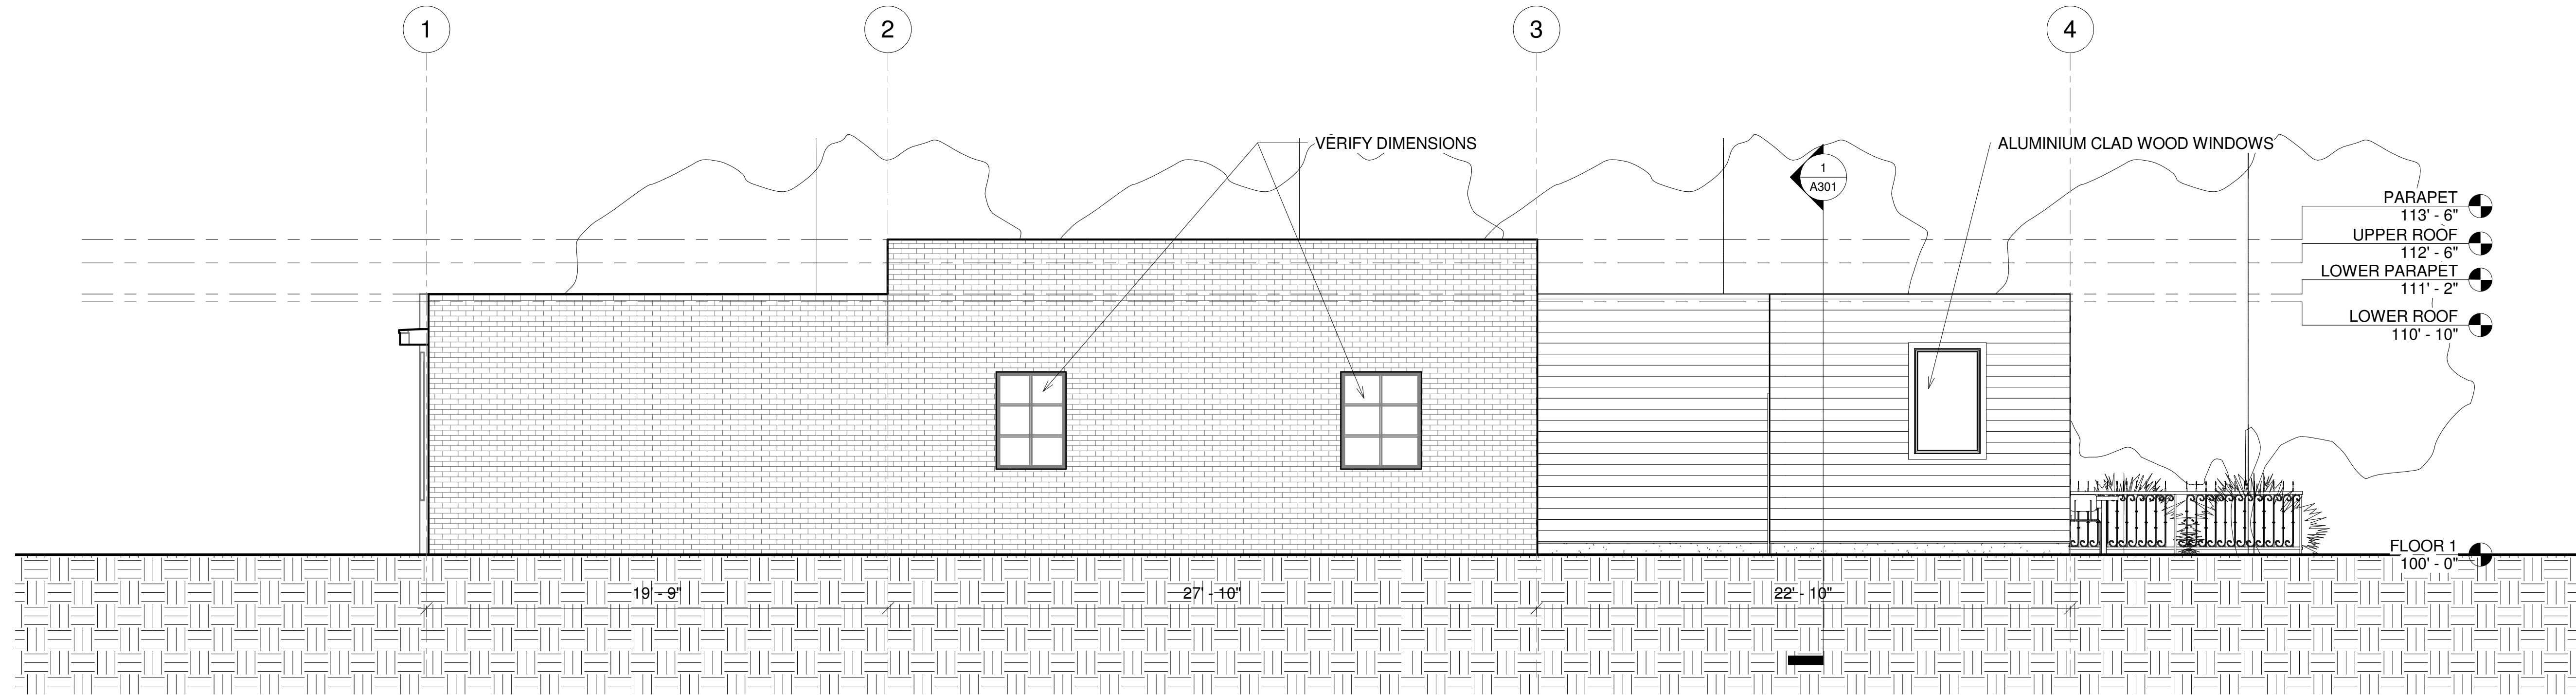 1
2
3
4
VERIFY DIMENSIONS
ALUMINIUM CLAD WOOD WINDOWS
1
A301
PARAPET
113' - 6"
UPPER ROOF
112' - 6"
LOWER PARAPET
111' - 2"
LOWER ROOF
110' - 10"
FLOOR 1
100' - 0"
19' - 9"
27' - 10"
22' - 10"